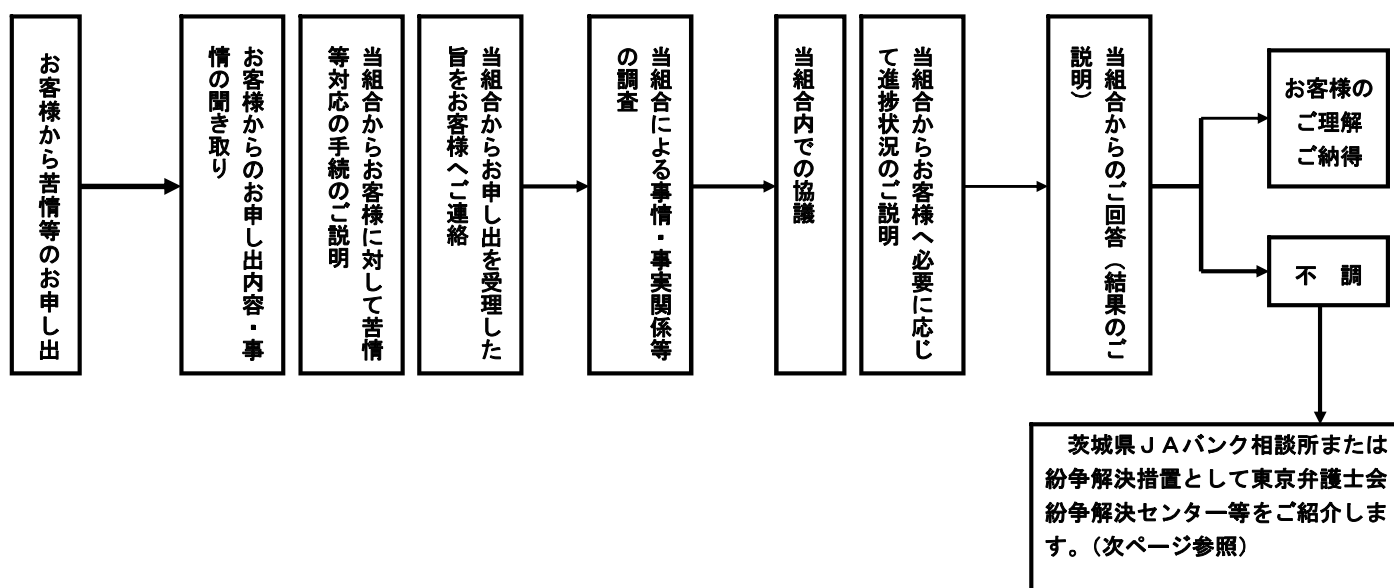 お客様から苦情等のお申し出
お客様からのお申し出内容・事
情の聞き取り
当組合からお客様に対して苦情
等対応の手続のご説明
当組合からお申し出を受理した
旨をお客様へご連絡
当組合による事情・事実関係等
の調査
当組合内での協議
当組合からお客様へ必要に応じ
て進捗状況のご説明
当組合からのご回答（結果のご
説明）
お客様の
ご理解
ご納得
不　調
茨城県ＪＡバンク相談所または
紛争解決措置として東京弁護士会
紛争解決センター等をご紹介しま
す。（次ページ参照）